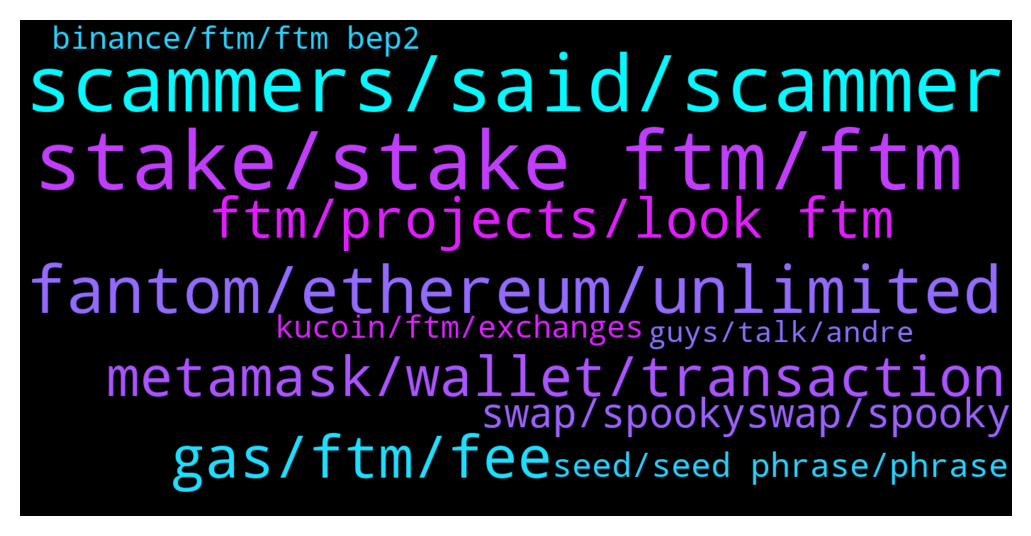 binance/ftm/ftm bep2
scammers/said/scammer
stake/stake ftm/ftm
ftm/projects/look ftm
fantom/ethereum/unlimited
kucoin/ftm/exchanges
guys/talk/andre
metamask/wallet/transaction
swap/spookyswap/spooky
gas/ftm/fee
seed/seed phrase/phrase